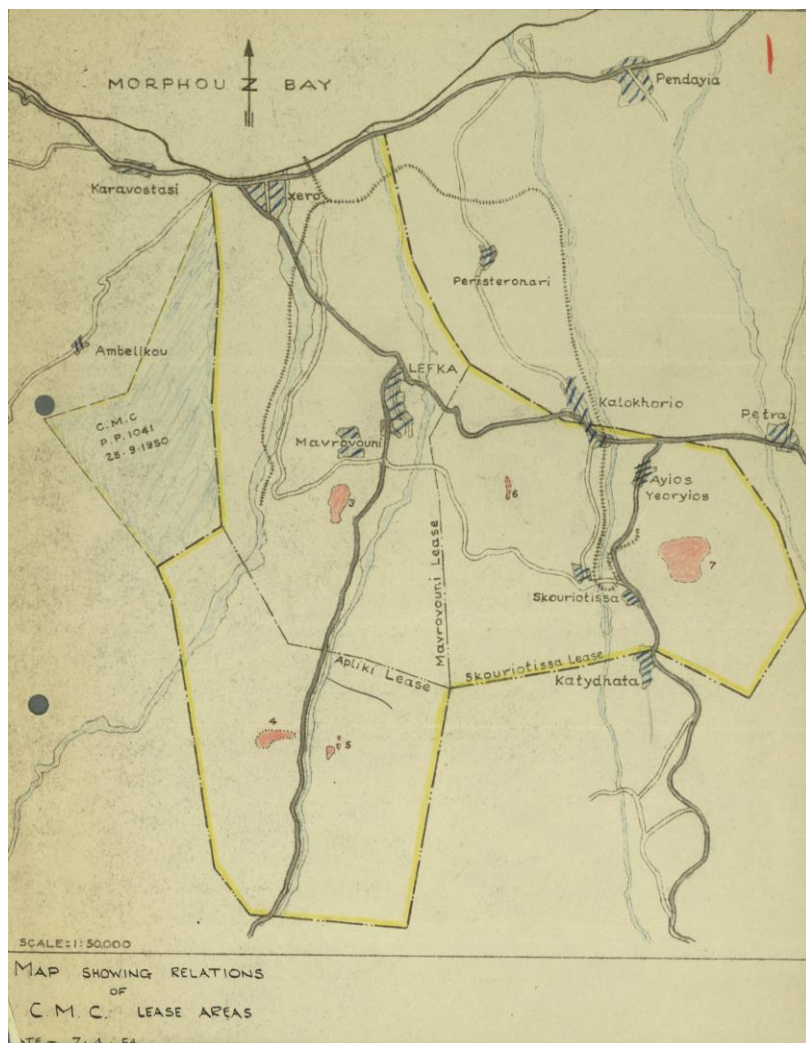 MORPHOU N BAY
Pendayia
Karavostasi
Xero
Peristeronari
Ambelikou
LEFKA
Kalokhorio
Petra
C.M.C
P.P. 1041
25.9.1950
Mavrovouni
Ayios
Yeoryios
3
6
7
Mavrovouni Lease
Skouriotissa
Apliki Lease
Skouriotissa Lease
Katydhata
4
5
SCALE=1:50.000
MAP SHOWING RELATIONS
OF
C.M.C. LEASE AREAS